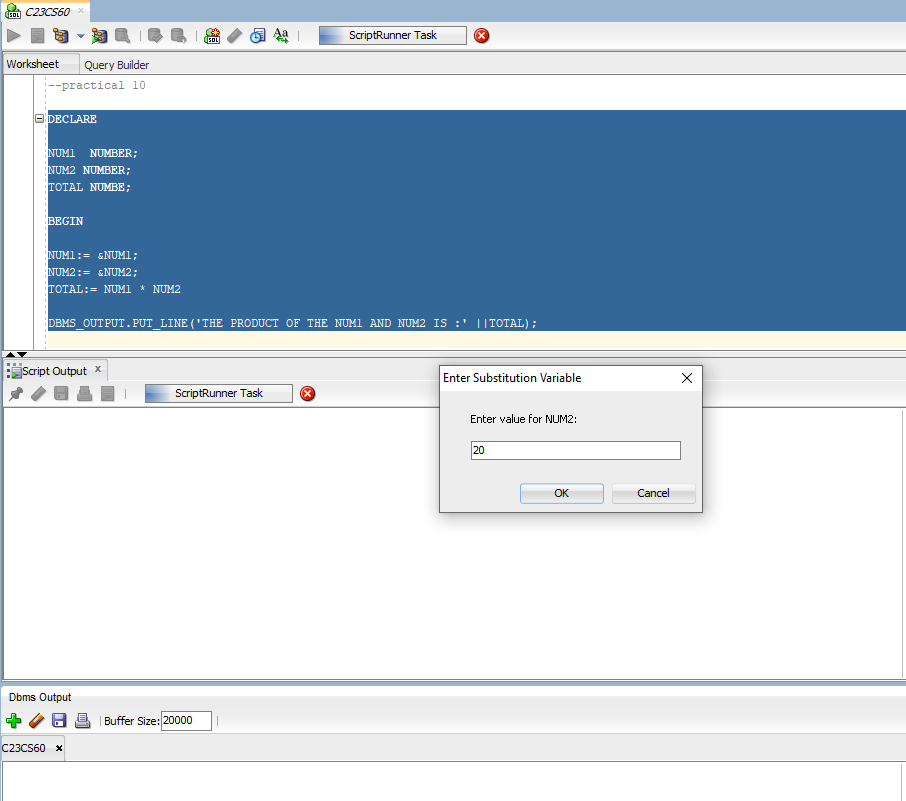 C23CS60
ScriptRunner Task
Worksheet
Query Builder
--practical 10
DECLARE
NUM1  NUMBER;
NUM2 NUMBER;
TOTAL NUMBE;
BEGIN
NUM1:= &NUM1;
NUM2:= &NUM2;
TOTAL:= NUM1 * NUM2
DBMS_OUTPUT.PUT_LINE('THE PRODUCT OF THE NUM1 AND NUM2 IS :' ||TOTAL);
Script Output
ScriptRunner Task
Enter Substitution Variable
Enter value for NUM2:
20
OK
Cancel
Dbms Output
Buffer Size: 20000
C23CS60